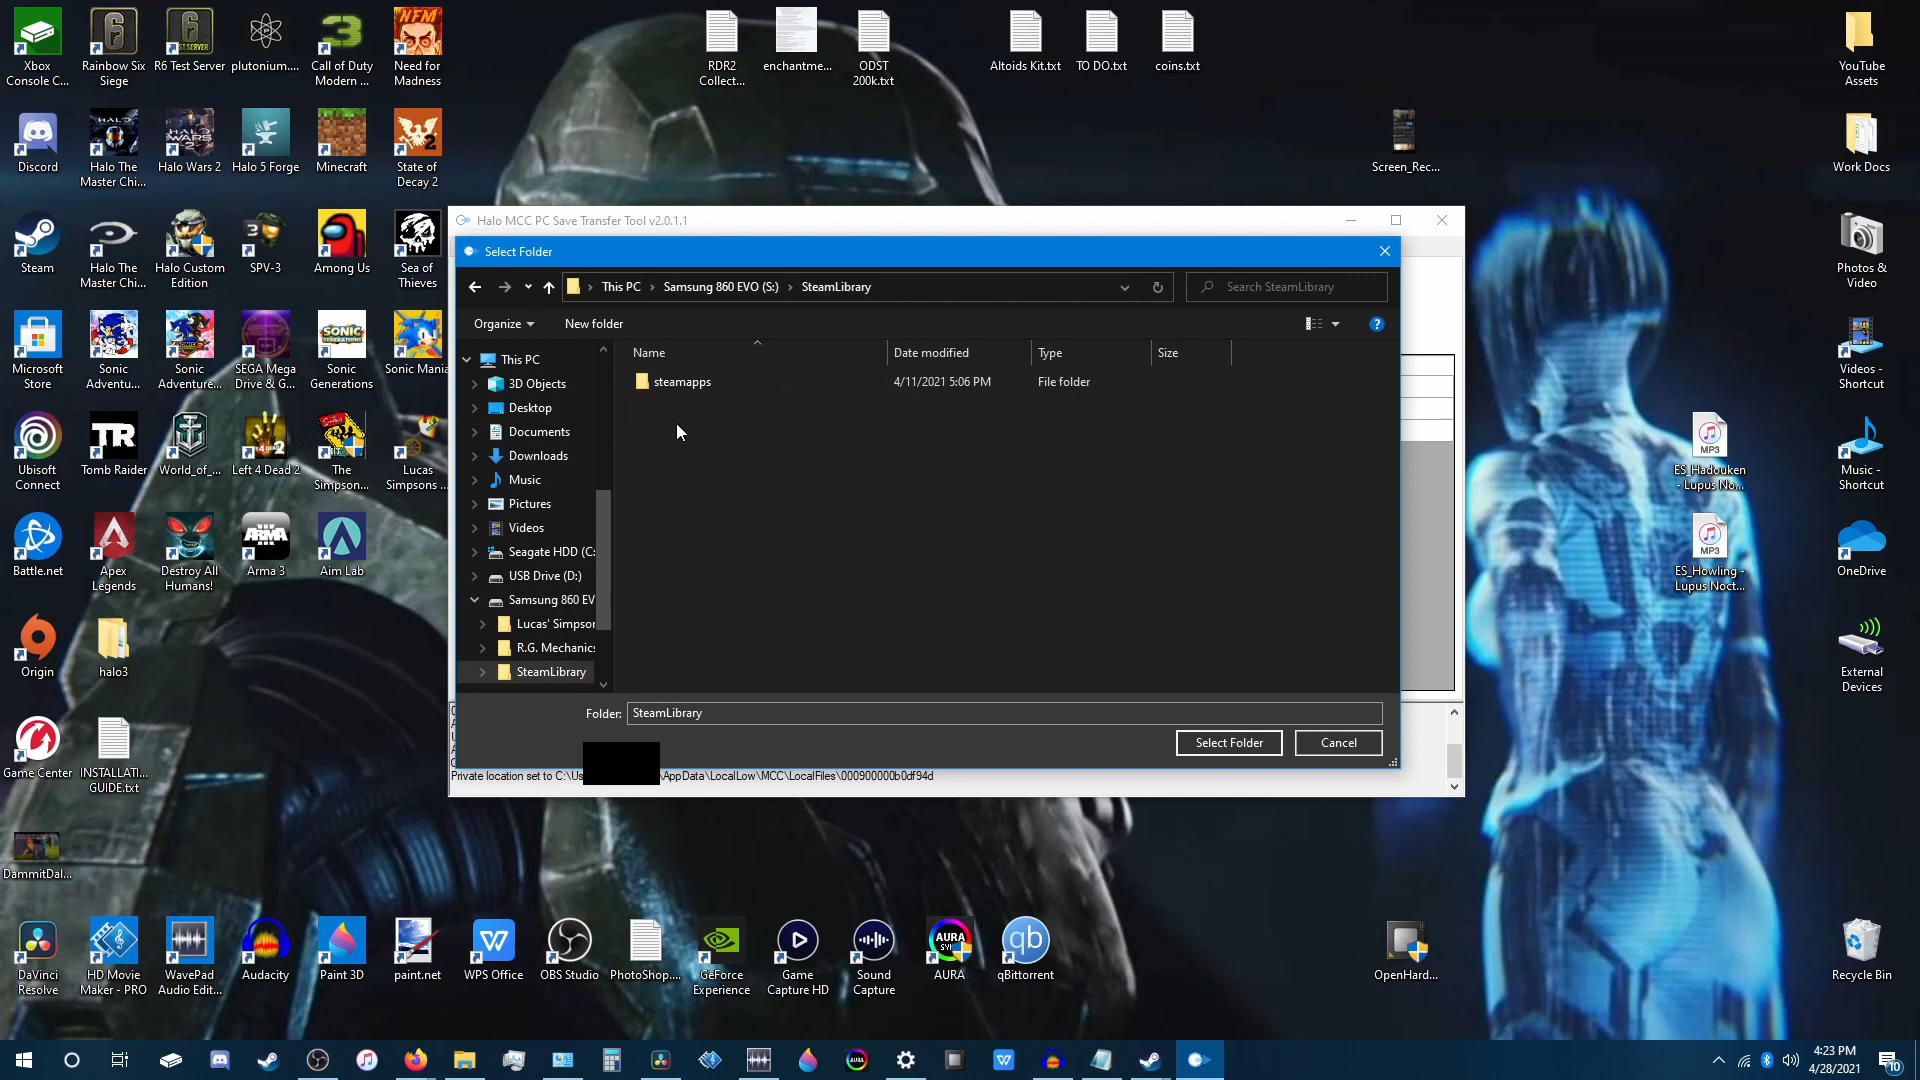 Xbox
Console C...
Rainbow Six
Siege
R6 Test Server
plutonium....
Call of Duty
Modern ...
Need for
Madness
RDR2
Collect...
enchantme...
ODST
200k.txt
Altoids Kit.txt
TO DO.txt
coins.txt
YouTube
Assets
Discord
Halo The
Master Chi...
Halo Wars 2
Halo 5 Forge
Minecraft
State of
Decay 2
Screen_Rec...
Work Docs
Steam
Halo The
Master Chi...
Halo Custom
Edition
SPV-3
Among Us
Sea of
Thieves
Photos &
Video
Halo MCC PC Save Transfer Tool v2.0.1.1
Select Folder
This PC
Samsung 860 EVO (S:)
SteamLibrary
Search SteamLibrary
Organize
New folder
Name
Date modified
Type
Size
steamapps
4/11/2021 5:06 PM
File folder
This PC
3D Objects
Desktop
Documents
Downloads
Music
Pictures
Videos
Seagate HDD (C:
USB Drive (D:)
Samsung 860 EV
Lucas' Simpson
R.G. Mechanics
SteamLibrary
Folder:
SteamLibrary
Select Folder
Cancel
Private location set to C:\Us
\AppData\LocalLow\MCC\LocalFiles\000900000b0df94d
Microsoft
Store
Sonic
Adventu...
Sonic
Adventure...
SEGA Mega
Drive & G...
Sonic
Generations
Sonic Mania
Videos -
Shortcut
Ubisoft
Connect
Tomb Raider
World_of_...
Left 4 Dead 2
The
Simpson...
Lucas
Simpsons ...
MP3
ES_Hadouken
- Lupus No...
Music -
Shortcut
Battle.net
Apex
Legends
Destroy All
Humans!
Arma 3
Aim Lab
MP3
ES_Howling -
Lupus Noct...
OneDrive
Origin
halo3
External
Devices
Game Center
INSTALLATI...
GUIDE.txt
DammitDal...
DaVinci
Resolve
HD Movie
Maker - PRO
WavePad
Audio Edit...
Audacity
Paint 3D
paint.net
WPS Office
OBS Studio
PhotoShop....
GeForce
Experience
Game
Capture HD
Sound
Capture
AURA
qBittorrent
OpenHard...
Recycle Bin
4:23 PM
4/28/2021
10